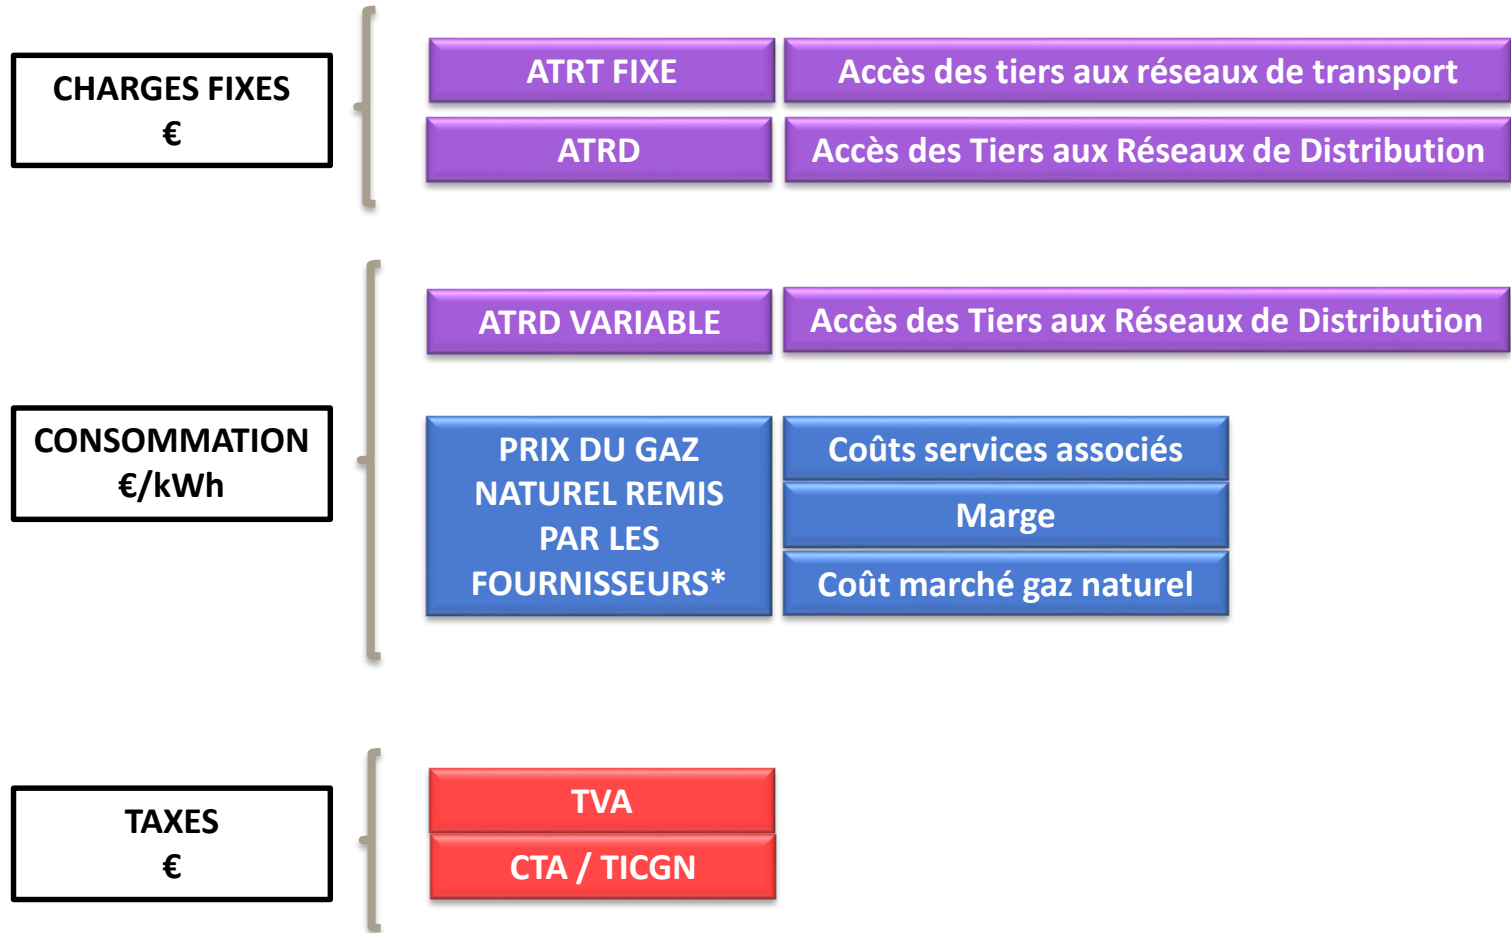 CHARGES FIXES
€
ATRT FIXE
Accès des tiers aux réseaux de transport
ATRD
Accès des Tiers aux Réseaux de Distribution
CONSOMMATION
€/kWh
ATRD VARIABLE
Accès des Tiers aux Réseaux de Distribution
PRIX DU GAZ
NATUREL REMIS
PAR LES
FOURNISSEURS*
Coûts services associés
Marge
Coût marché gaz naturel
TAXES
€
TVA
CTA / TICGN